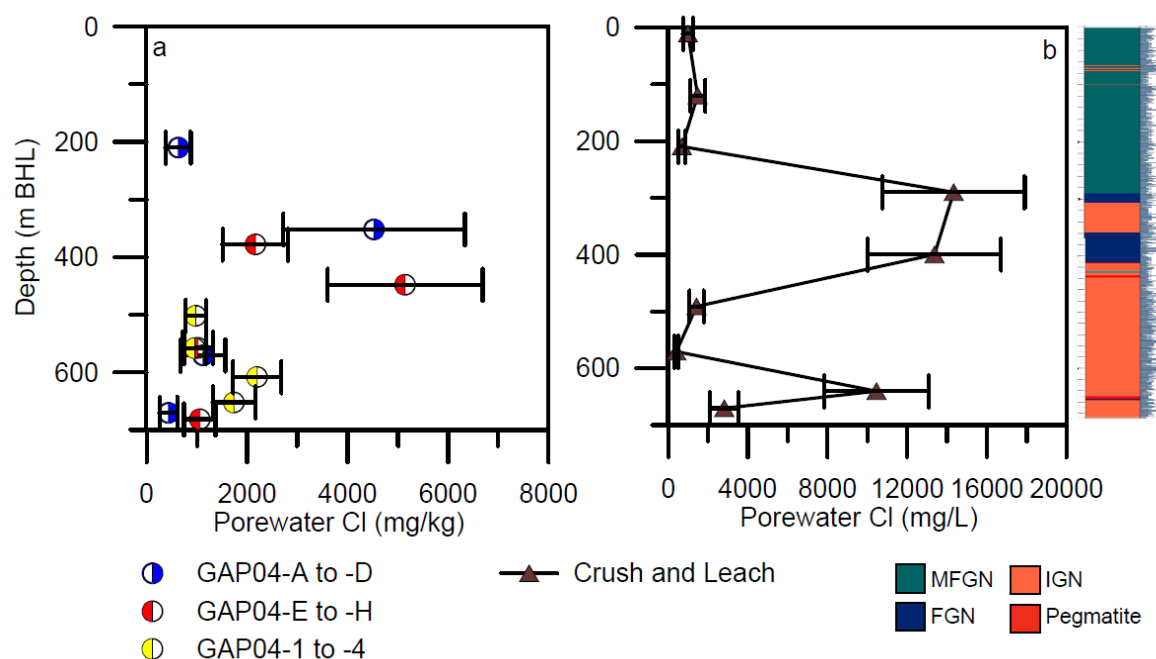 a
b
0
200
400
600
Depth (m BHL)
0
2000
4000
6000
8000
Porewater Cl (mg/kg)
0
200
400
600
0
4000
8000
12000
16000
20000
Porewater Cl (mg/L)
GAP04-A to -D
GAP04-E to -H
GAP04-1 to -4
Crush and Leach
MFGN
IGN
FGN
Pegmatite